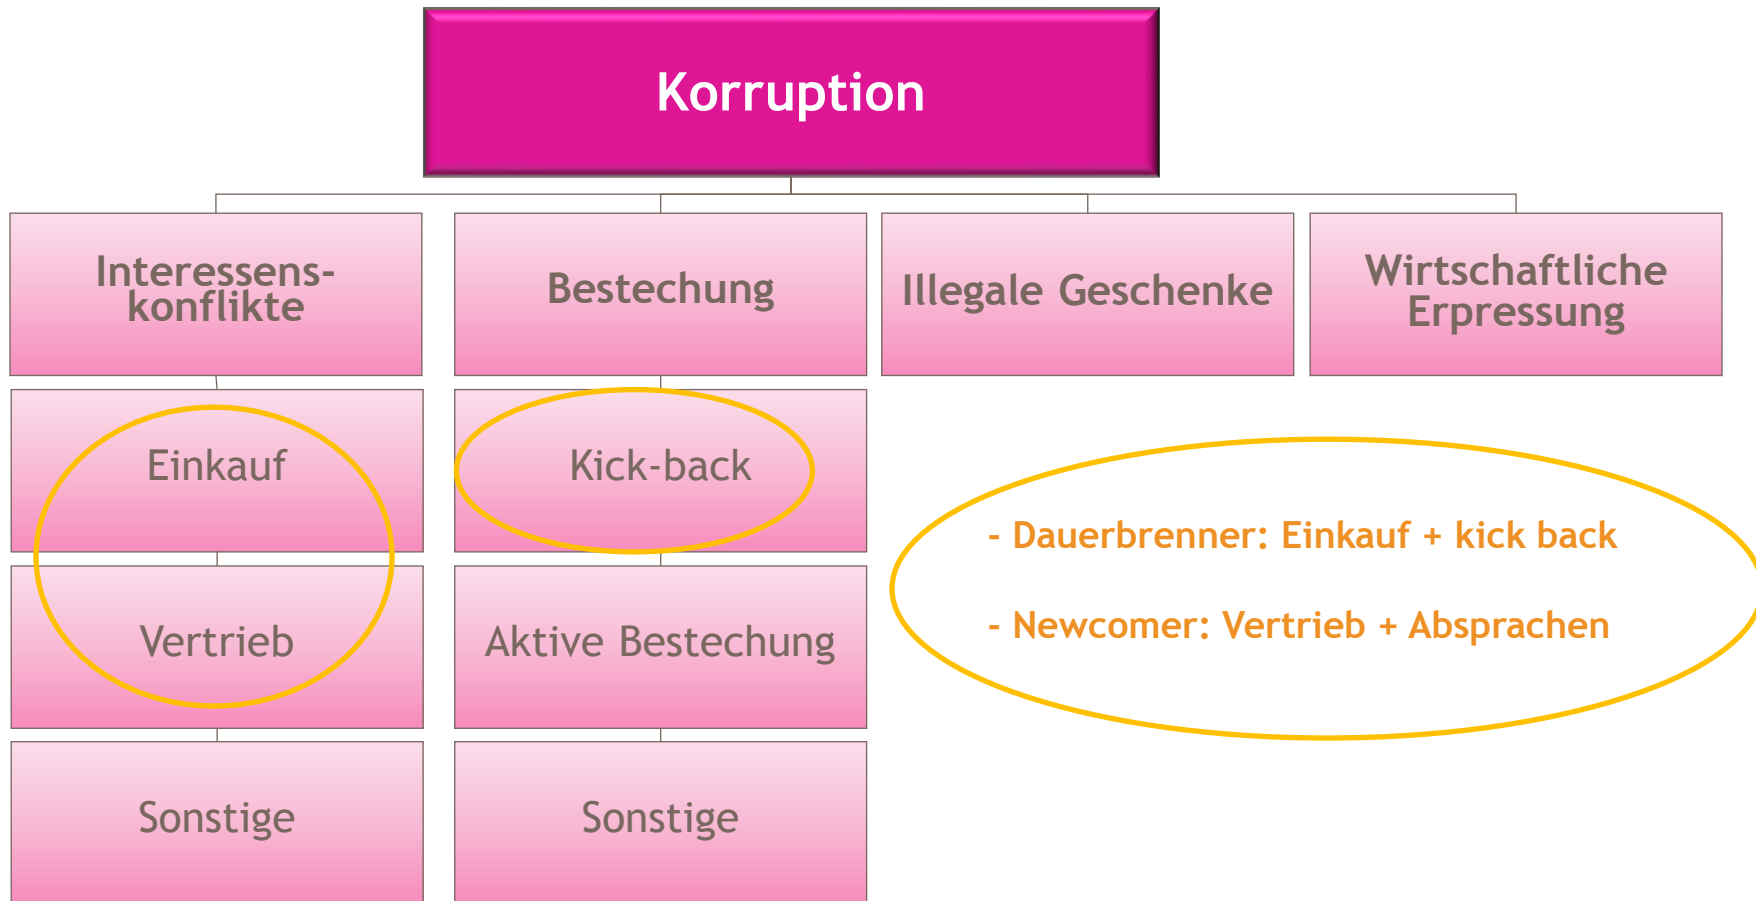 Korruption
Interessens-
konflikte
Bestechung
Illegale Geschenke
Wirtschaftliche
Erpressung
Einkauf
Kick-back
- Dauerbrenner: Einkauf + kick back
- Newcomer: Vertrieb + Absprachen
Vertrieb
Aktive Bestechung
Sonstige
Sonstige